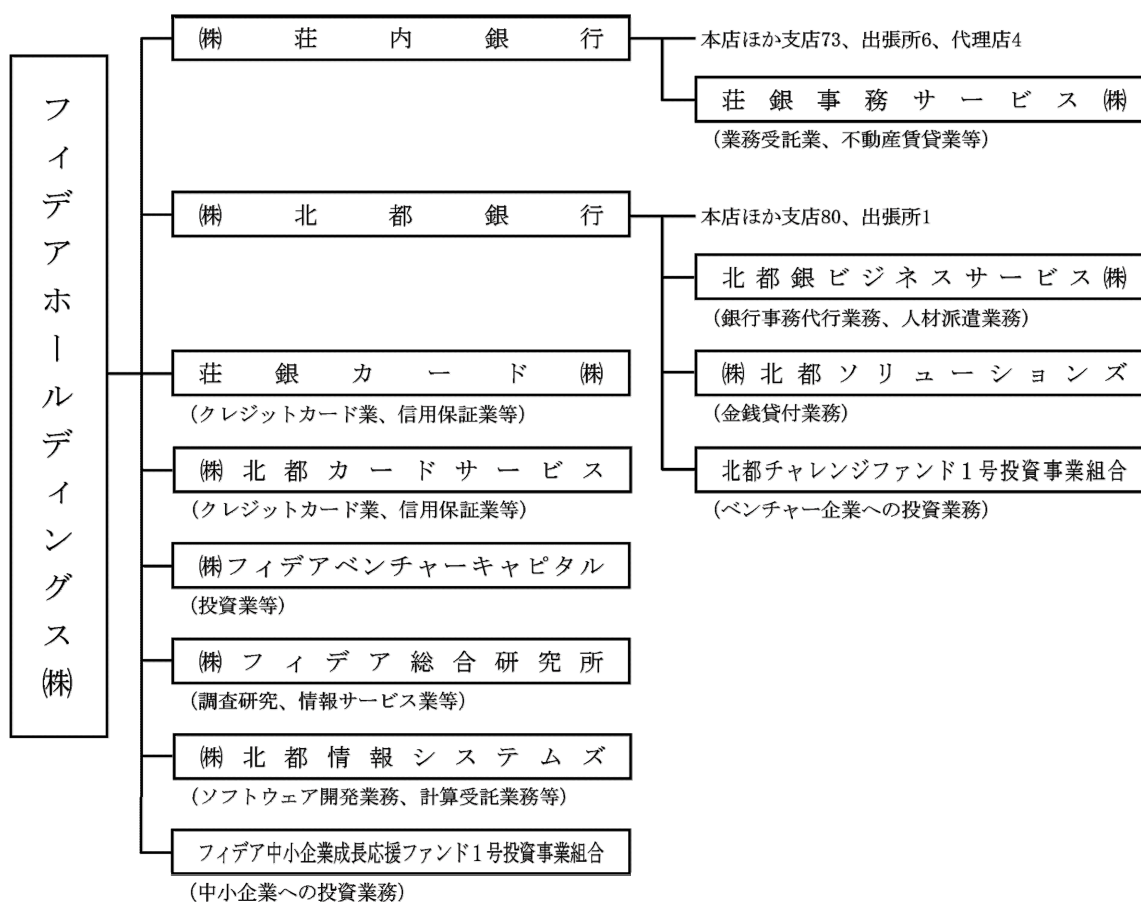 フィデアホールディングス㈱
㈱荘内銀行
本店ほか支店73、出張所6、代理店4
荘銀事務サービス㈱
(業務受託業、不動産賃貸業等)
㈱北都銀行
本店ほか支店80、出張所1
北都銀ビジネスサービス㈱
(銀行事務代行業務、人材派遣業務)
㈱北都ソリューションズ
(金銭貸付業務)
北都チャレンジファンド1号投資事業組合
(ベンチャー企業への投資業務)
荘銀カード㈱
(クレジットカード業、信用保証業等)
㈱北都カードサービス
(クレジットカード業、信用保証業等)
㈱フィデアベンチャーキャピタル
(投資業等)
㈱フィデア総合研究所
(調査研究、情報サービス業等)
㈱北都情報システムズ
(ソフトウェア開発業務、計算受託業務等)
フィデア中小企業成長応援ファンド1号投資事業組合
(中小企業への投資業務)